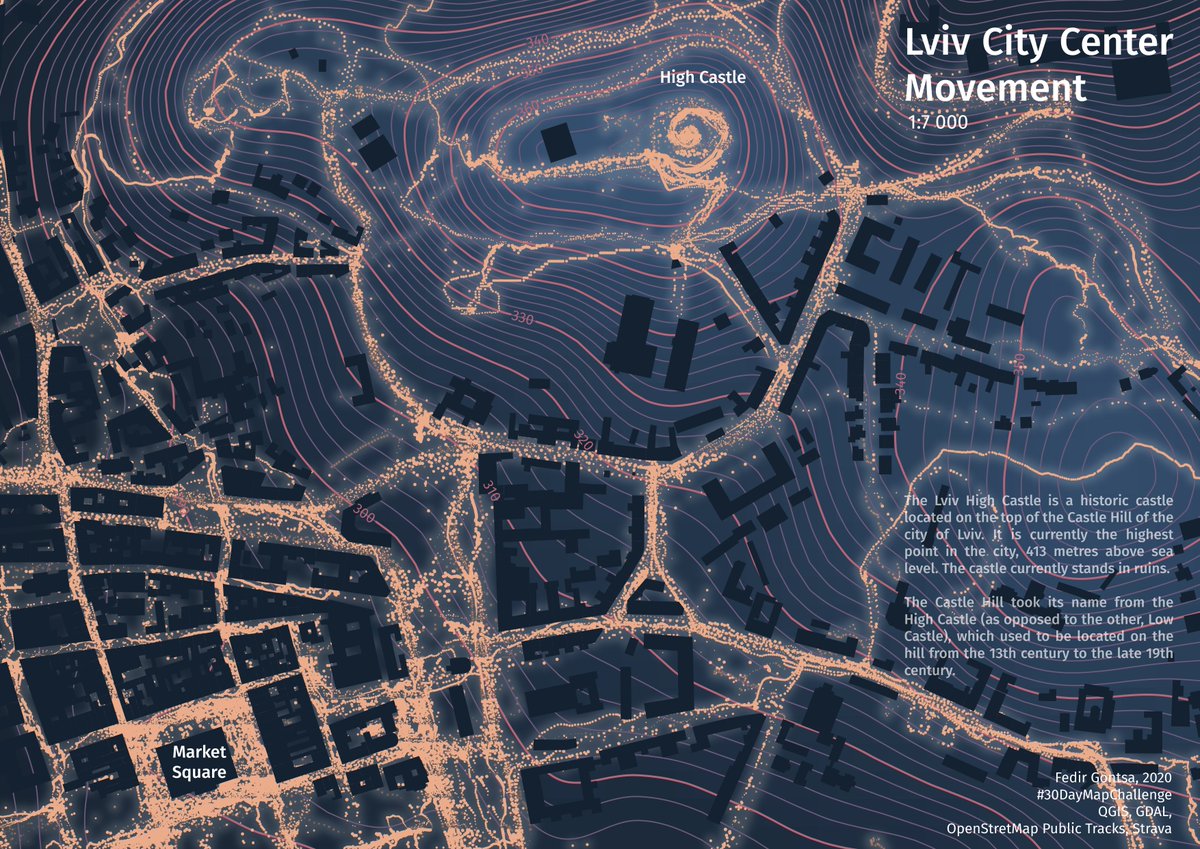 Lviv City Center
Movement
1:7 000
High Castle
340
330
320
310
300
340
Market
Square
The Lviv High Castle is a historic castle
located on the top of the Castle Hill of the
city of Lviv. It is currently the highest
point in the city, 413 metres above sea
level. The castle currently stands in ruins.
The Castle Hill took its name from the
High Castle (as opposed to the other, Low
Castle), which used to be located on the
hill from the 13th century to the late 19th
century.
Fedir Gontsa, 2020
#30DayMapChallenge
QGIS, GDAL,
OpenStretMap Public Tracks, Strava